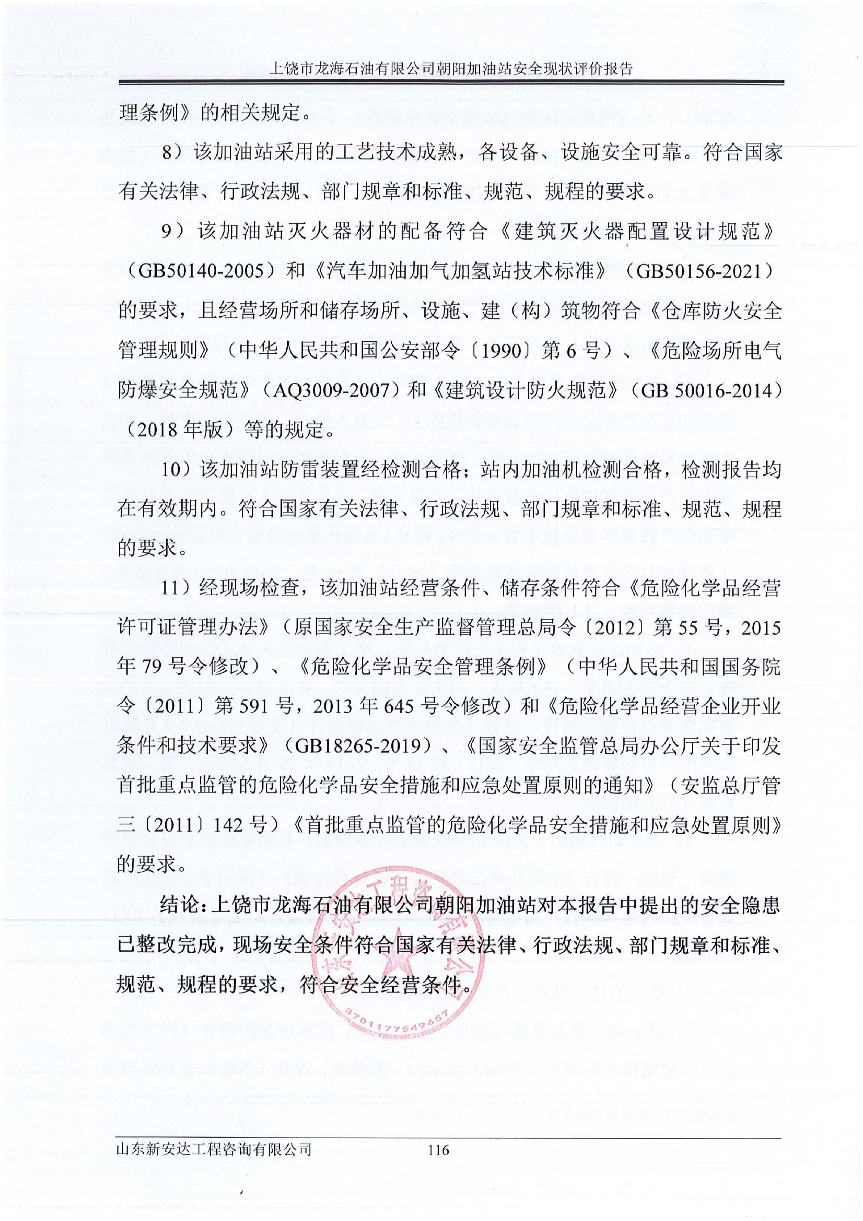 上饶市龙海石油有限公司朝阳加油站安全现状评价报告
理条例》的相关规定。
8）该加油站采用的工艺技术成熟，各设备、设施安全可靠。符合国家
有关法律、行政法规、部门规章和标准、规范、规程的要求。
9）该加油站灭火器材的配备符合《建筑灭火器配置设计规范》
（GB50140-2005）和《汽车加油加气加氢站技术标准》（GB50156-2021）
的要求，且经营场所和储存场所、设施、建（构）筑物符合《仓库防火安全
管理规则》（中华人民共和国公安部令〔1990〕第 6 号）、《危险场所电气
防爆安全规范》（AQ3009-2007）和《建筑设计防火规范》（GB 50016-2014）
（2018 年版）等的规定。
10）该加油站防雷装置经检测合格；站内加油机检测合格，检测报告均
在有效期内。符合国家有关法律、行政法规、部门规章和标准、规范、规程
的要求。
11）经现场检查，该加油站经营条件、储存条件符合《危险化学品经营
许可证管理办法》（原国家安全生产监督管理总局令〔2012〕第 55 号，2015
年 79 号令修改）、《危险化学品安全管理条例》（中华人民共和国国务院
令〔2011〕第 591 号，2013 年 645 号令修改）和《危险化学品经营企业开业
条件和技术要求》（GB18265-2019）、《国家安全监管总局办公厅关于印发
首批重点监管的危险化学品安全措施和应急处置原则的通知》（安监总厅管
三〔2011〕142 号）《首批重点监管的危险化学品安全措施和应急处置原则》
的要求。
结论：上饶市龙海石油有限公司朝阳加油站对本报告中提出的安全隐患
已整改完成，现场安全条件符合国家有关法律、行政法规、部门规章和标准、
规范、规程的要求，符合安全经营条件。
3701177549657
山东新安达工程咨询有限公司
116